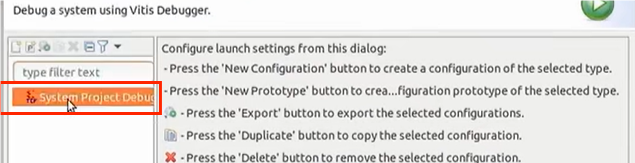 Debug a system using Vitis Debugger.
type filter text
System Project Debug
Configure launch settings from this dialog:
- Press the 'New Configuration' button to create a configuration of the selected type.
- Press the 'New Prototype' button to crea...figuration prototype of the selected type.
- Press the 'Export' button to export the selected configurations.
- Press the 'Duplicate' button to copy the selected configuration.
- Press the 'Delete' button to remove the selected configuration.